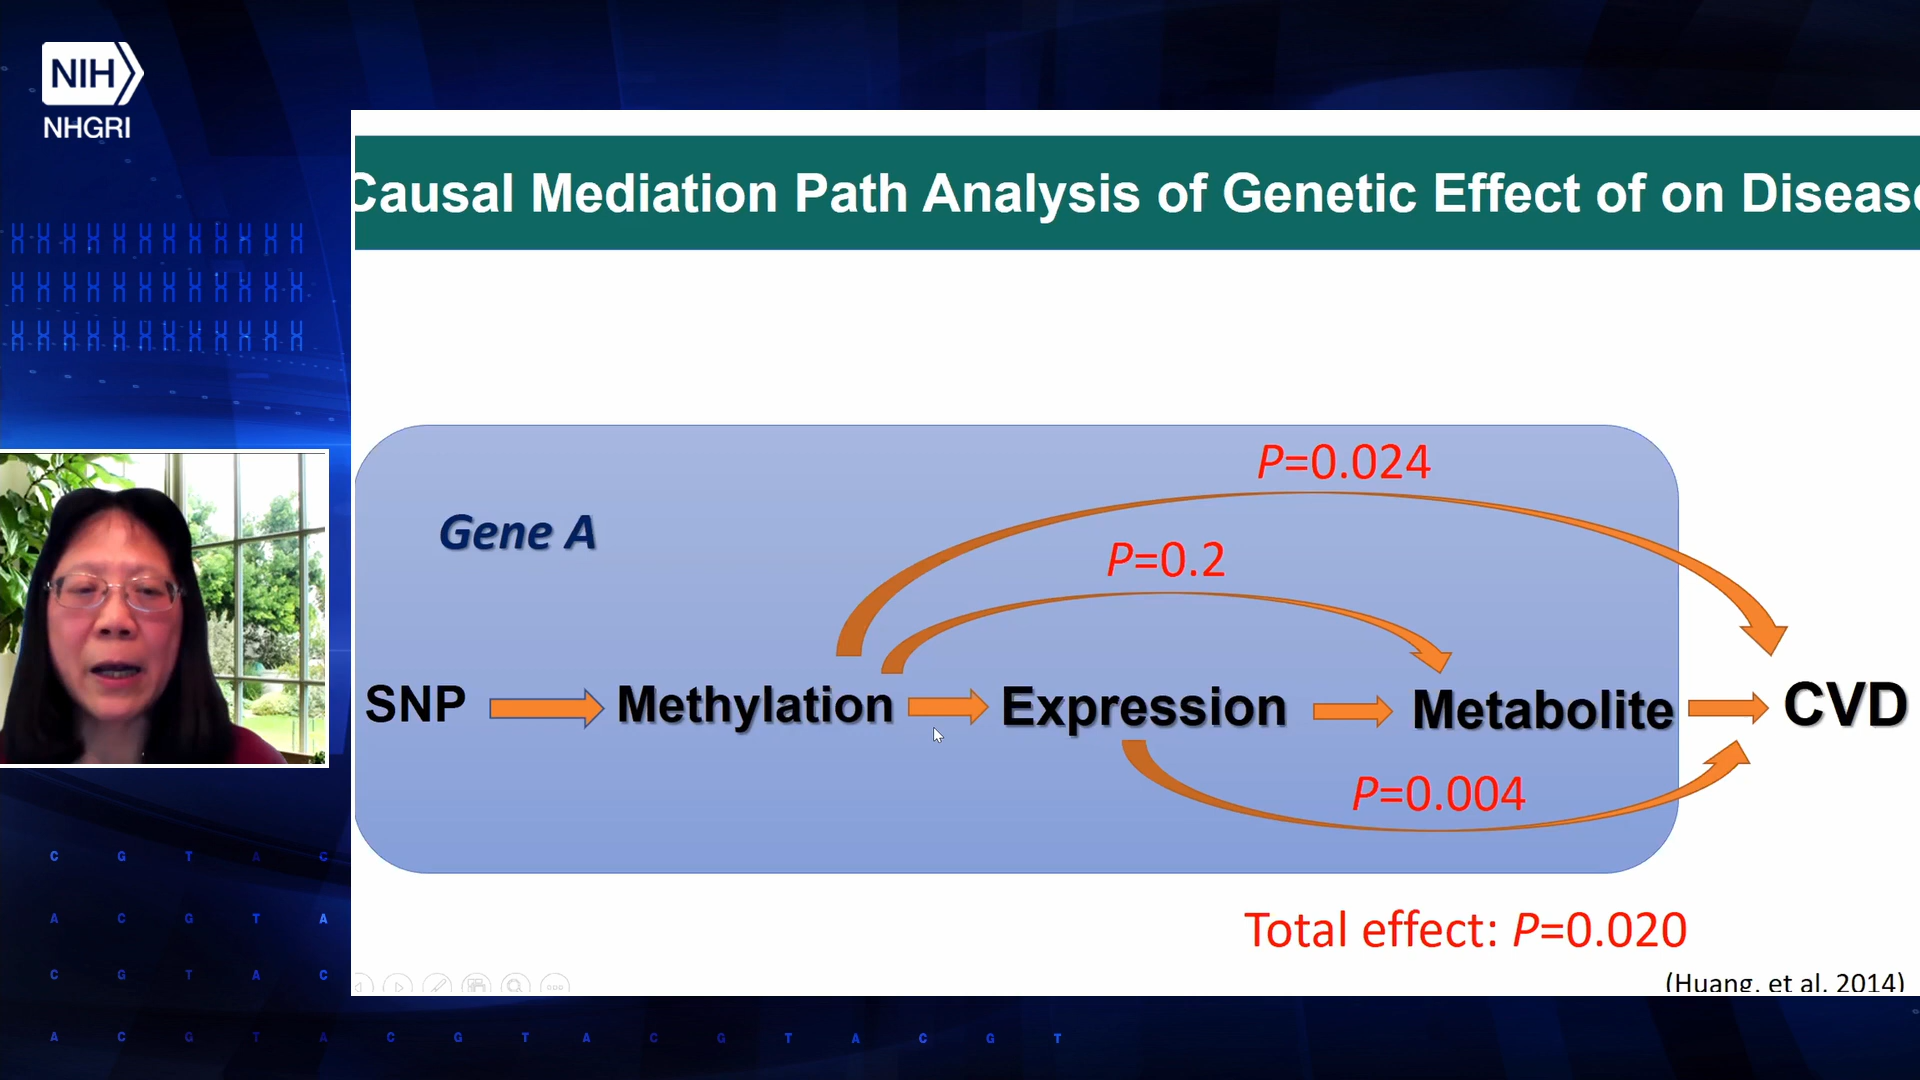 NIH
NHGRI
Causal Mediation Path Analysis of Genetic Effect of on Disease
P=0.024
Gene A
P=0.2
SNP Methylation Expression Metabolite CVD
P=0.004
Total effect: P=0.020
(Huang, et al. 2014)
C G T A C
A C G T A
C G T A C
A C G T A C G T A C G T A C G T